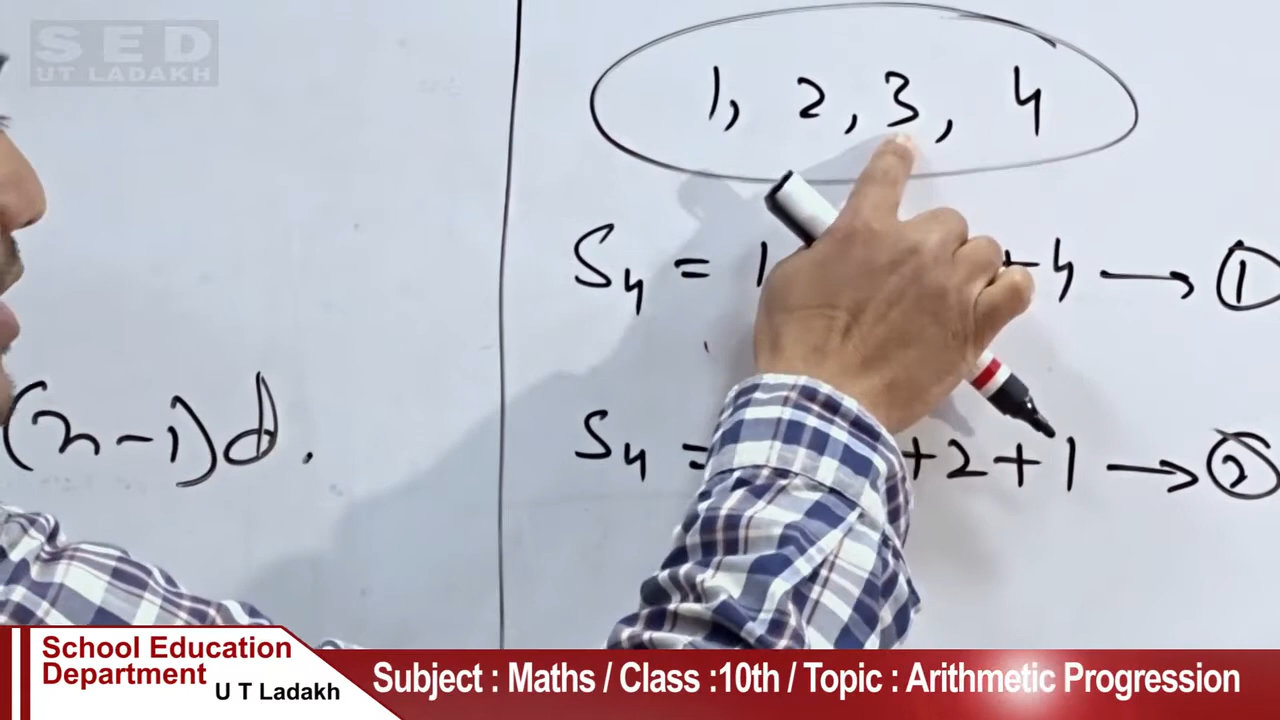 SED
UT LADAKH
1, 2, 3, 4
S4 = 1 +4 → 1
(n-1)d.
S4 = +2+1 → 2
School Education
Department
U T Ladakh
Subject : Maths / Class :10th / Topic : Arithmetic Progression